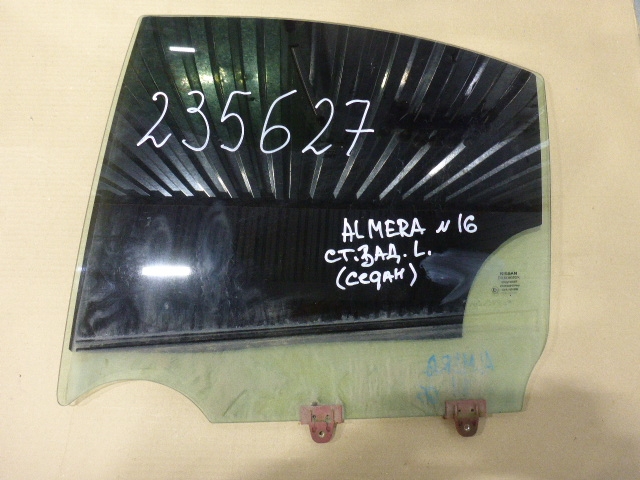 235627
ALMERA N16
СТ. ЗАД. L.
(седан)
NISSAN